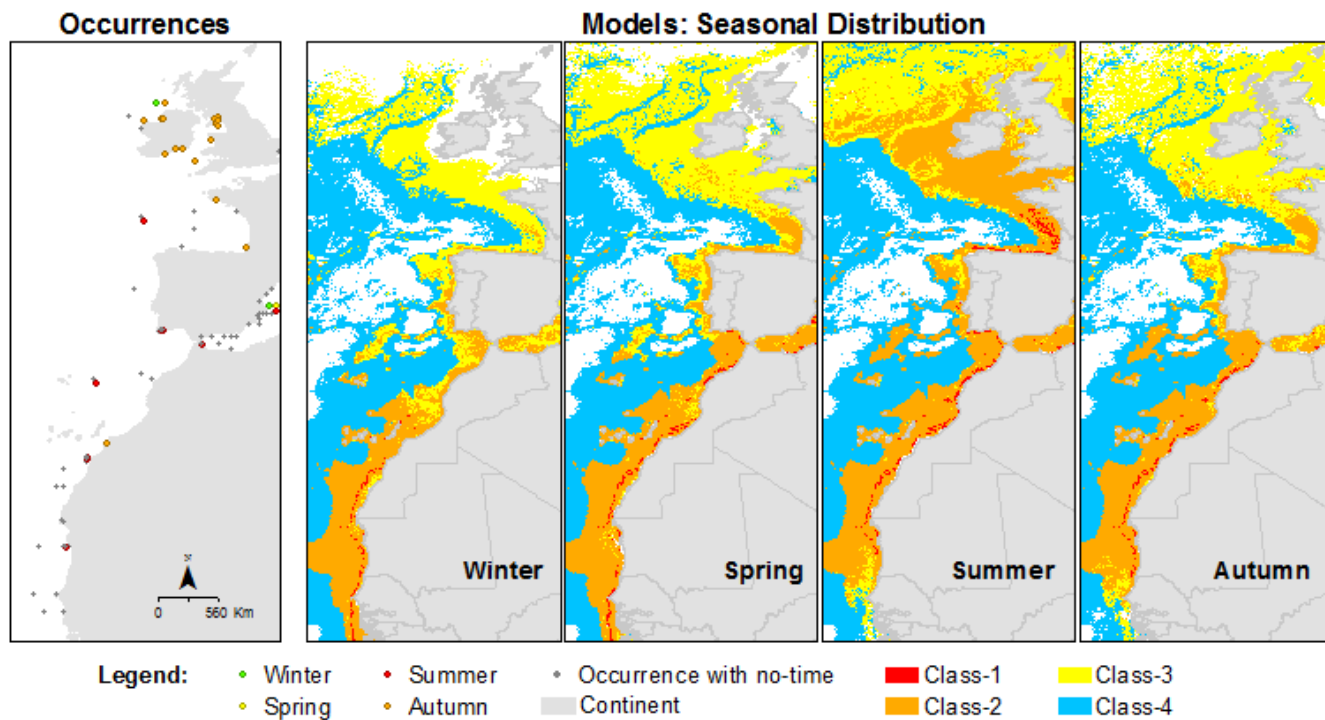 Occurrences
Models: Seasonal Distribution
N
0 560 Km
Winter
Spring
Summer
Autumn
Legend:
Winter
Summer
Occurrence with no-time
Class-1
Class-3
Spring
Autumn
Continent
Class-2
Class-4